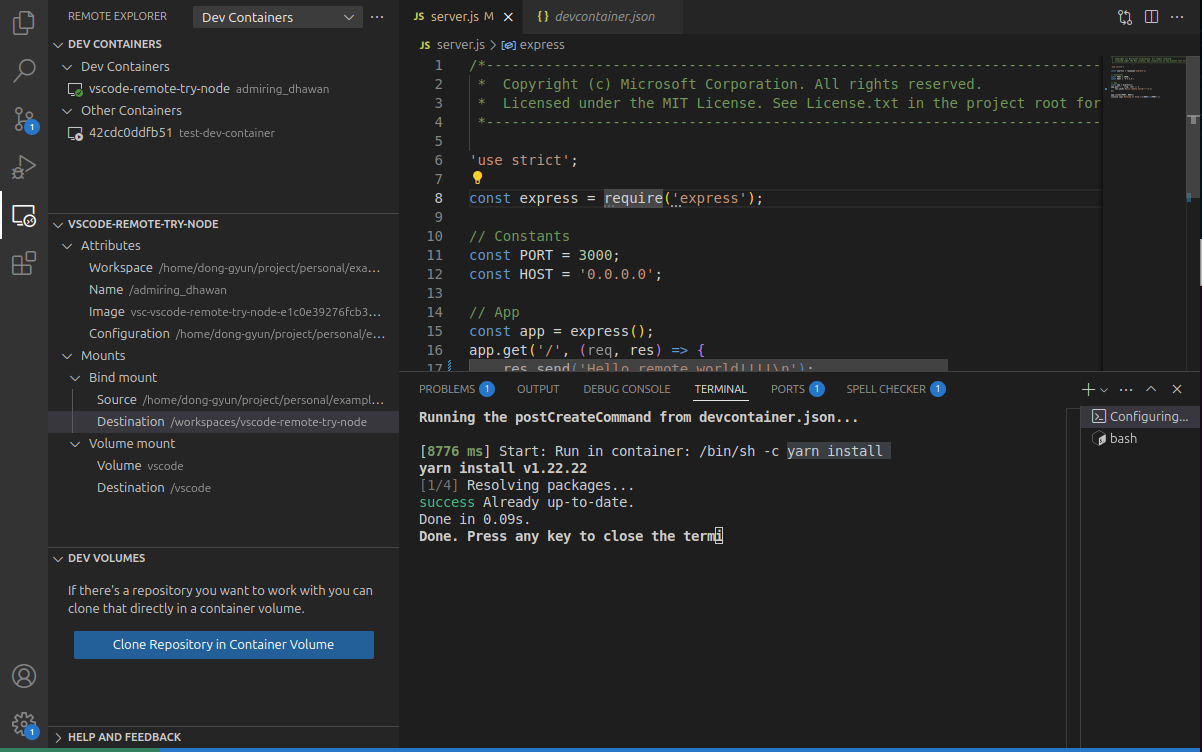 REMOTE EXPLORER
Dev Containers
DEV CONTAINERS
Dev Containers
vscode-remote-try-node admiring_dhawan
Other Containers
42cdc0ddfb51 test-dev-container
VSCODE-REMOTE-TRY-NODE
Attributes
Workspace /home/dong-gyun/project/personal/exa...
Name /admiring_dhawan
Image vsc-vscode-remote-try-node-e1c0e39276fcb3...
Configuration /home/dong-gyun/project/personal/e...
Mounts
Bind mount
Source /home/dong-gyun/project/personal/exampl...
Destination /workspaces/vscode-remote-try-node
Volume mount
Volume vscode
Destination /vscode
DEV VOLUMES
If there's a repository you want to work with you can
clone that directly in a container volume.
Clone Repository in Container Volume
HELP AND FEEDBACK
1
1
JS server.js M
{} devcontainer.json
JS server.js > express
1 /*---------------------------------------------------------------------------
2 * Copyright (c) Microsoft Corporation. All rights reserved.
3 * Licensed under the MIT License. See License.txt in the project root for
4 *---------------------------------------------------------------------------
5
6 'use strict';
7
8 const express = require('express');
9
10 // Constants
11 const PORT = 3000;
12 const HOST = '0.0.0.0';
13
14 // App
15 const app = express();
16 app.get('/', (req, res) => {
17 res.send('Hello remote world!!!!\n');
PROBLEMS 1 OUTPUT DEBUG CONSOLE TERMINAL PORTS 1 SPELL CHECKER 1
Running the postCreateCommand from devcontainer.json...
[8776 ms] Start: Run in container: /bin/sh -c yarn install
yarn install v1.22.22
[1/4] Resolving packages...
success Already up-to-date.
Done in 0.09s.
Done. Press any key to close the termi
Configuring...
bash